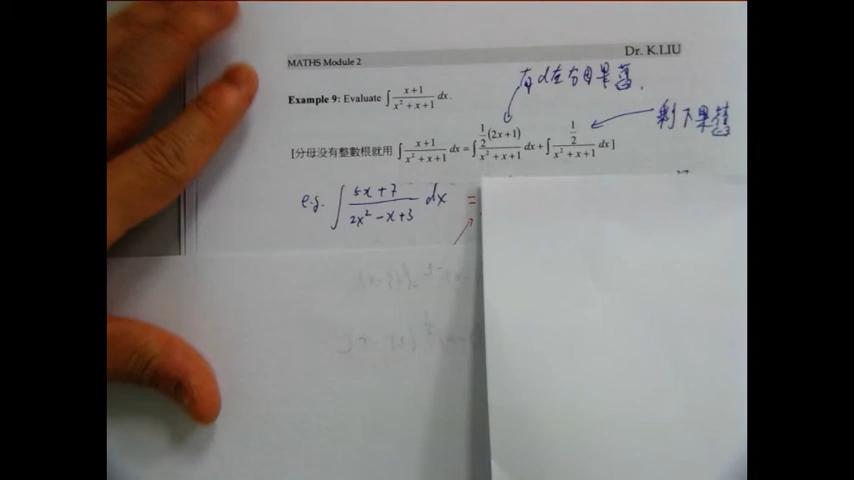 Dr. K.LIU
MATHS Module 2
Example 9: Evaluate ∫ (x+1)/(x²+x+1) dx.
有d左分母果舊.
剩下果舊
[分母没有整數根就用 ∫ (x+1)/(x²+x+1) dx = ∫ (½(2x+1))/(x²+x+1) dx + ∫ (½)/(x²+x+1) dx]
e.g. ∫ (5x+7)/(2x²-x+3) dx =